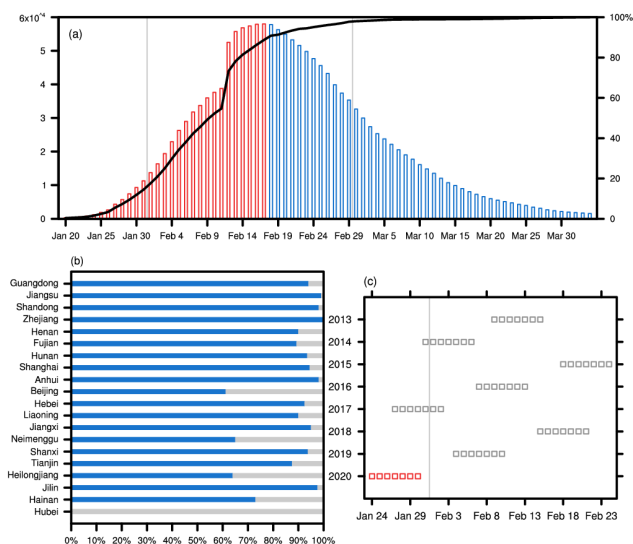 6x10⁻⁴
5
4
3
2
1
0
(a)
100%
80
60
40
20
0
Jan 20 Jan 25 Jan 30 Feb 4 Feb 9 Feb 14 Feb 19 Feb 24 Feb 29 Mar 5 Mar 10 Mar 15 Mar 20 Mar 25 Mar 30
(b)
Guangdong
Jiangsu
Shandong
Zhejiang
Henan
Fujian
Hunan
Shanghai
Anhui
Beijing
Hebei
Liaoning
Jiangxi
Neimenggu
Shanxi
Tianjin
Heilongjiang
Jilin
Hainan
Hubei
0% 10% 20% 30% 40% 50% 60% 70% 80% 90% 100%
(c)
2013
2014
2015
2016
2017
2018
2019
2020
Jan 24 Jan 29 Feb 3 Feb 8 Feb 13 Feb 18 Feb 23